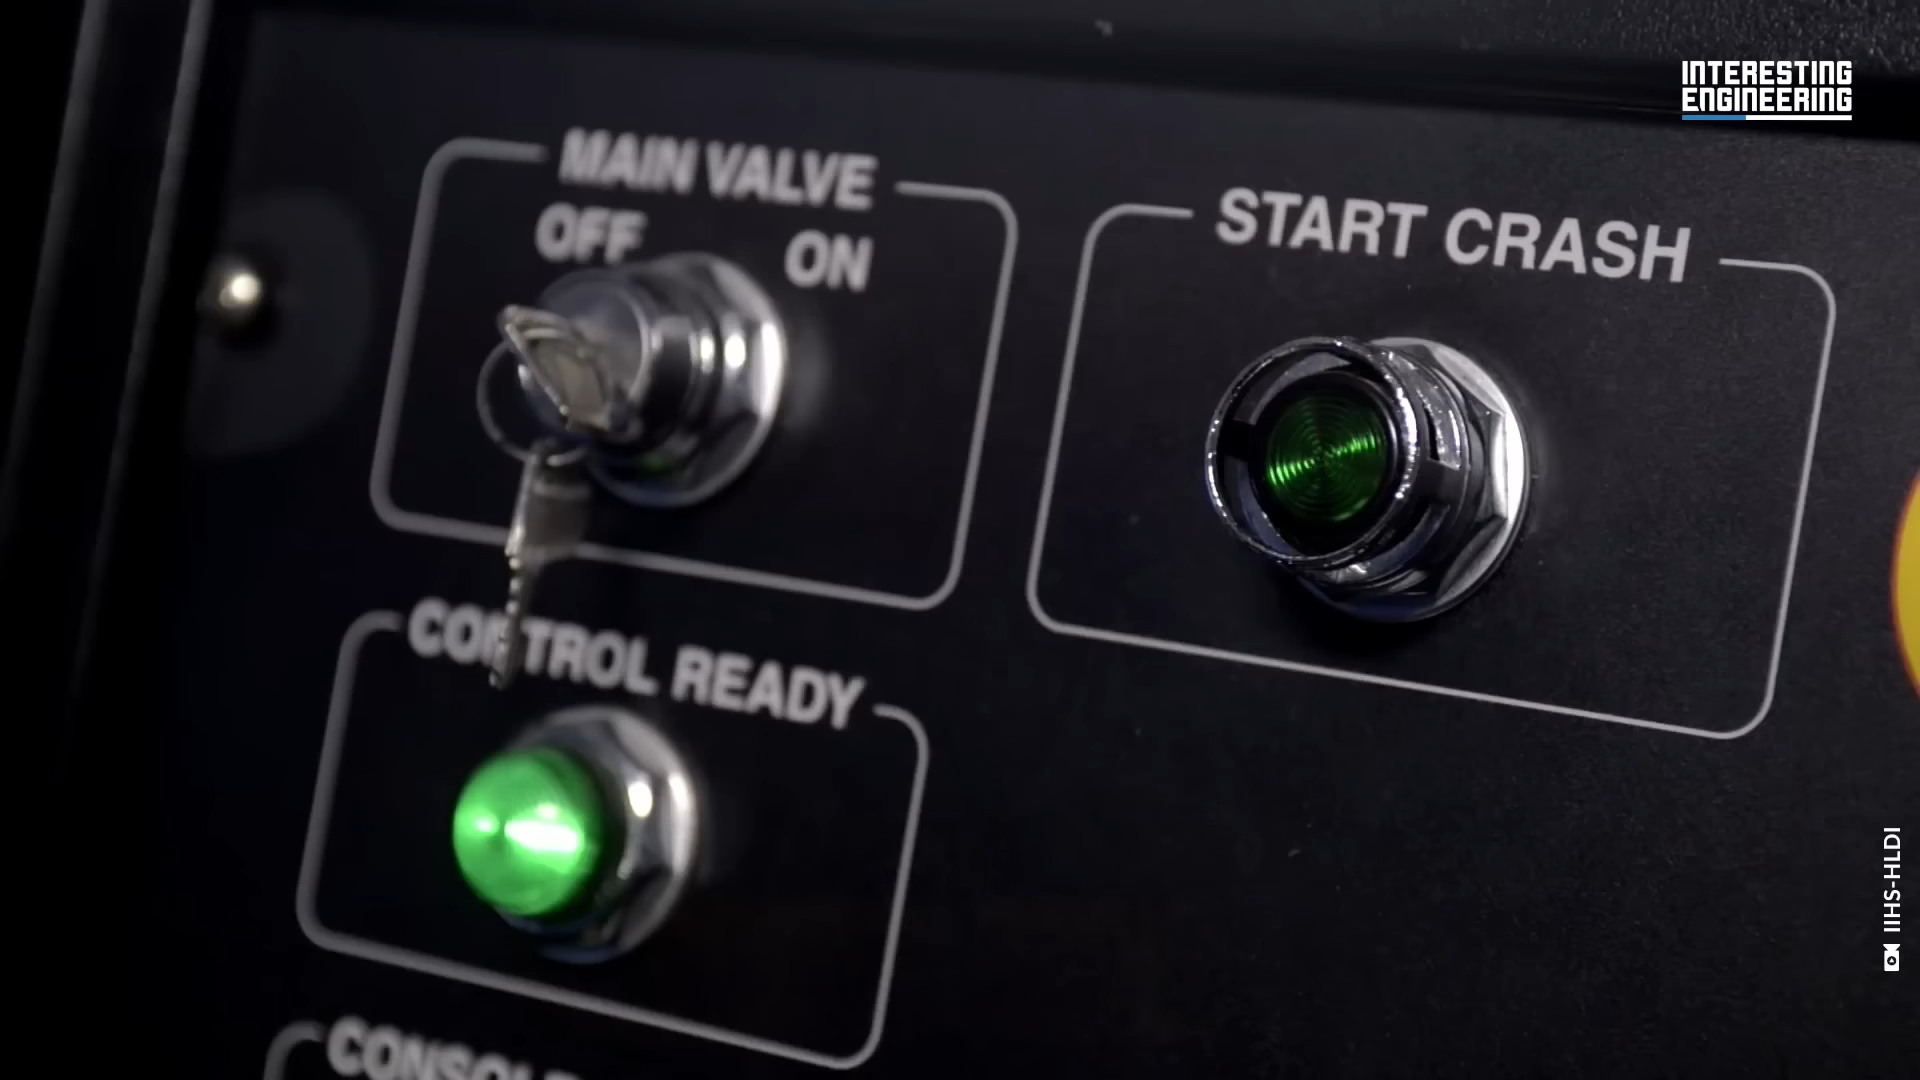 INTERESTING
ENGINEERING
MAIN VALVE
OFF ON
START CRASH
CONTROL READY
IIHS-HLDI